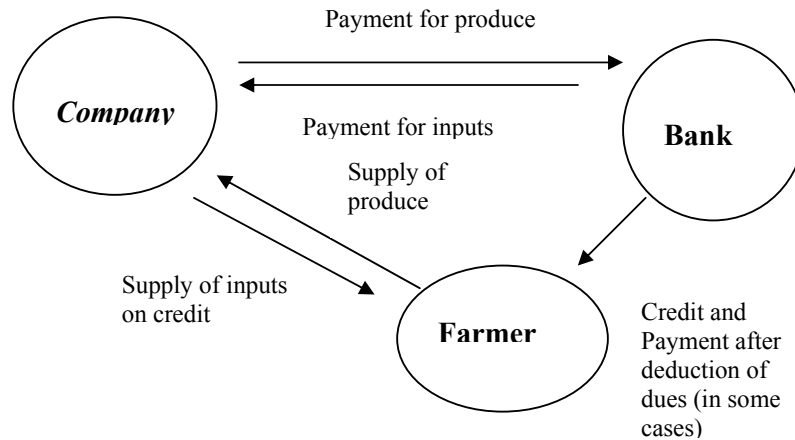 Payment for produce
Company
Bank
Payment for inputs
Supply of
produce
Supply of inputs
on credit
Farmer
Credit and
Payment after
deduction of
dues (in some
cases)